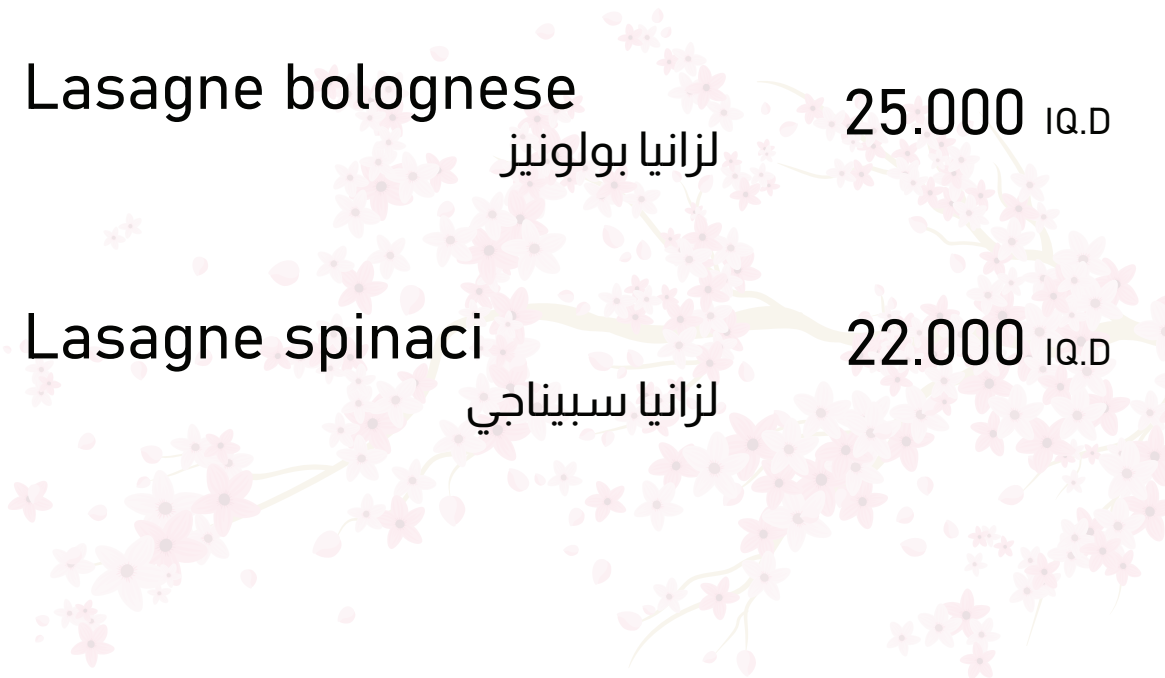 Lasagne bolognese
25.000 IQ.D
لزانيا بولونيز
Lasagne spinaci
22.000 IQ.D
لزانيا سبيناجي